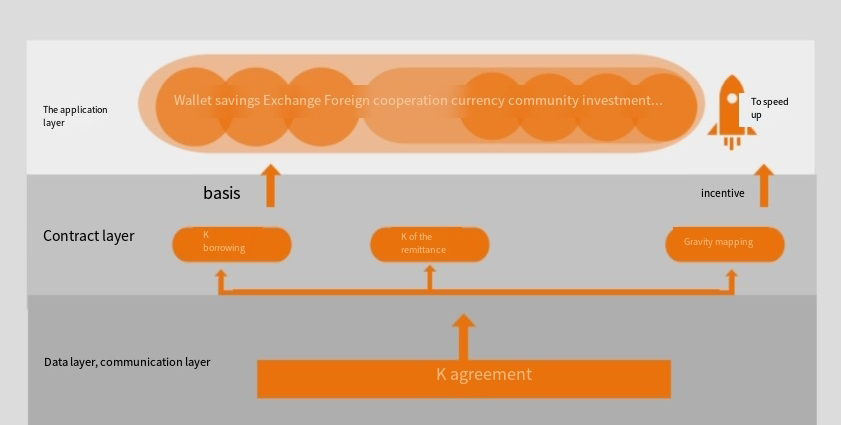 Wallet savings Exchange Foreign cooperation currency community investment...
The application
layer
To speed
up
basis
incentive
Contract layer
K
borrowing
K of the
remittance
Gravity mapping
Data layer, communication layer
K agreement